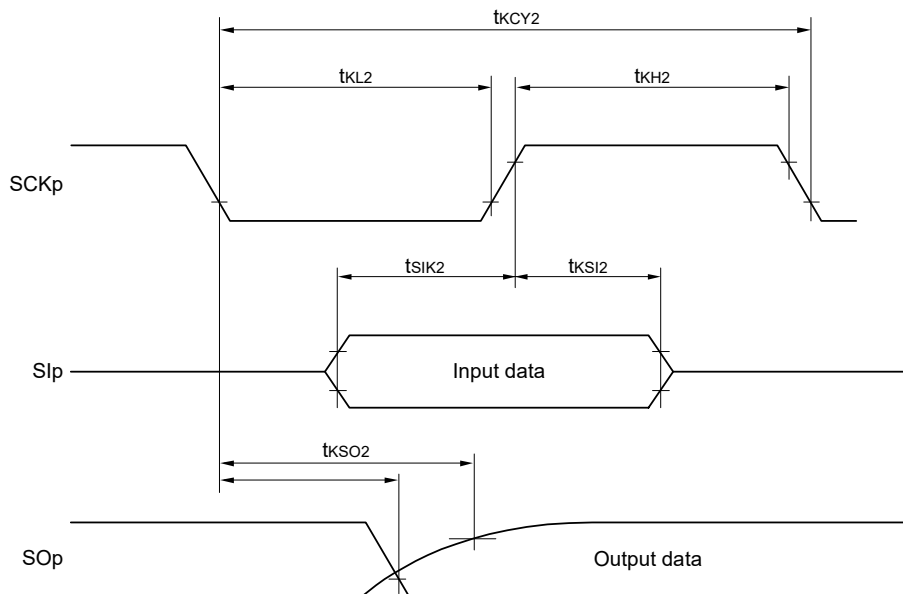 tKCY2
tKL2
tKH2
SCKp
tSIK2
tKSI2
SIp
Input data
tKSO2
SOp
Output data